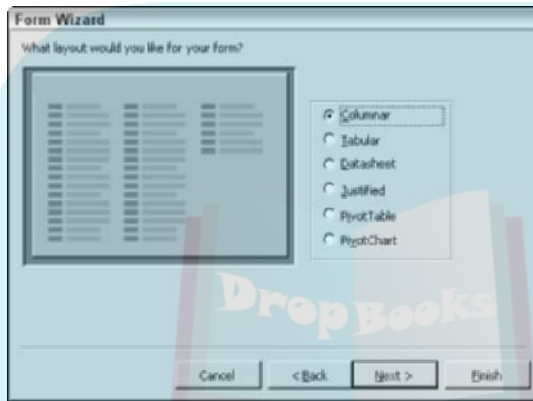 Form Wizard
What layout would you like for your form?
Columnar
Tabular
Datasheet
Justified
PivotTable
PivotChart
DropBooks
Cancel
< Back
Next >
Finish